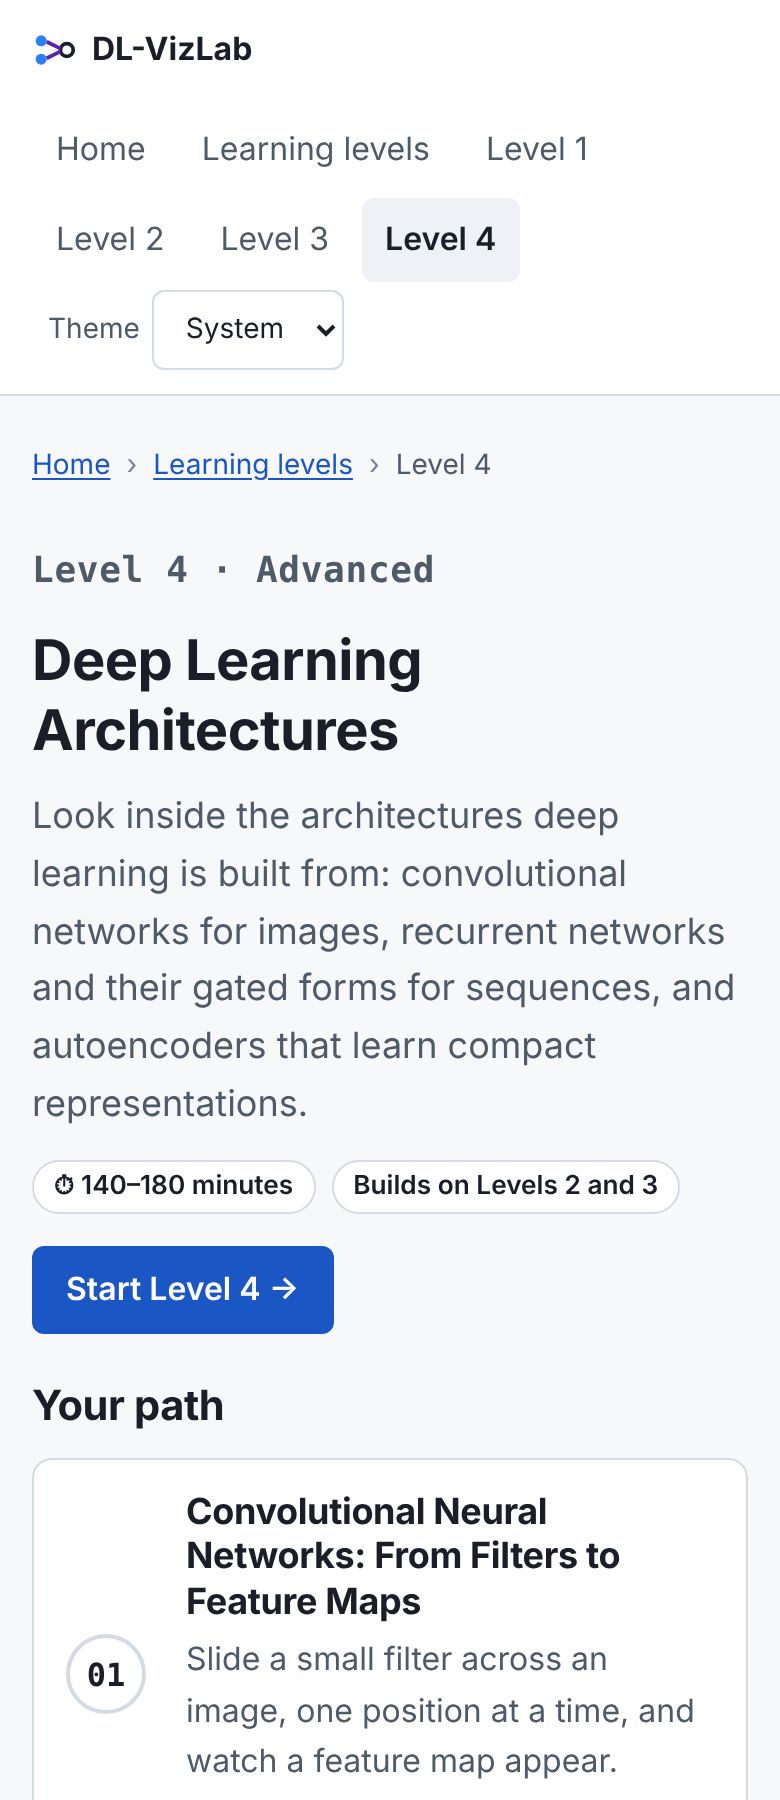 DL-VizLab
Home Learning levels Level 1
Level 2 Level 3 Level 4
Theme System
Home › Learning levels › Level 4
Level 4 · Advanced
Deep Learning
Architectures
Look inside the architectures deep
learning is built from: convolutional
networks for images, recurrent networks
and their gated forms for sequences, and
autoencoders that learn compact
representations.
⏱ 140–180 minutes Builds on Levels 2 and 3
Start Level 4 →
Your path
Convolutional Neural
Networks: From Filters to
Feature Maps
01
Slide a small filter across an
image, one position at a time, and
watch a feature map appear.